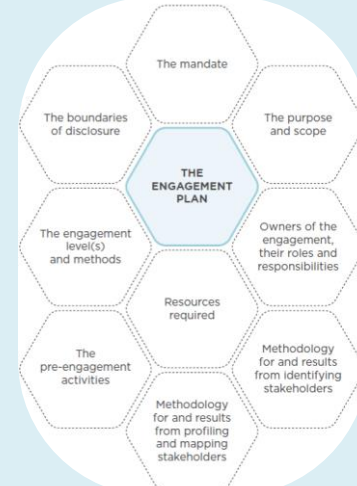 The mandate
The boundaries
of disclosure
The purpose
and scope
THE
ENGAGEMENT
PLAN
The engagement
level(s)
and methods
Owners of the
engagement,
their roles and
responsibilities
Resources
required
The
pre-engagement
activities
Methodology
for and results
from identifying
stakeholders
Methodology
for and results
from profiling
and mapping
stakeholders